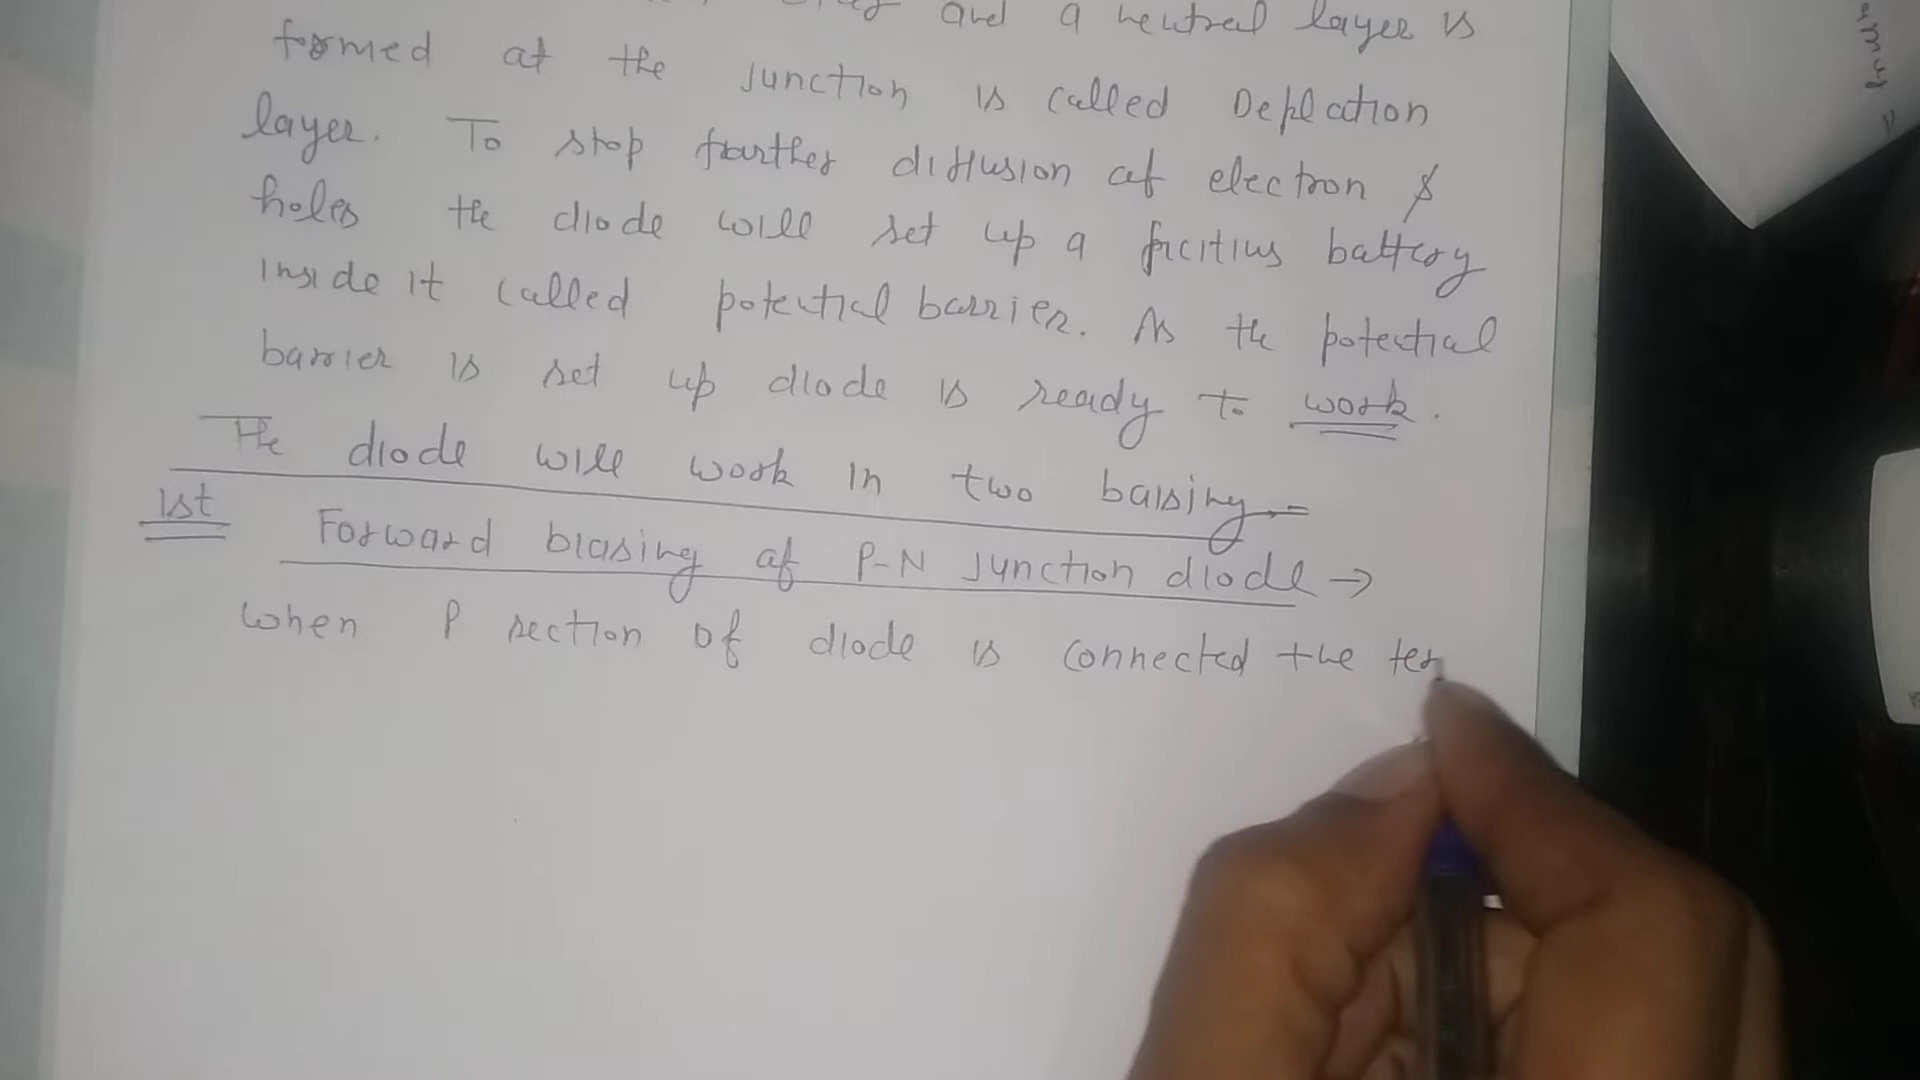 and a neutral layer is
formed at the junction is called Deplation
layer. To stop further diffusion of electron &
holes the diode will set up a ficitius battery
inside it called potential barrier. As the potential
barrier is set up diode is ready to work.
The diode will work in two baising =
1st Forward biasing of P-N junction diode →
when P section of diode is connected the ter